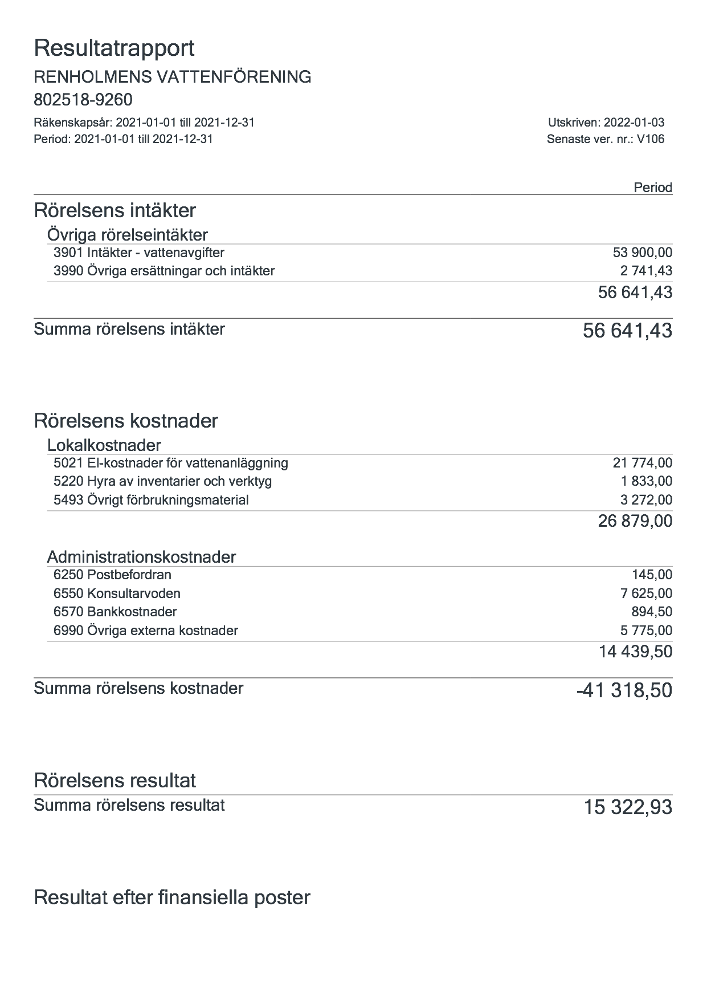 Resultatrapport
RENHOLMENS VATTENFÖRENING
802518-9260
Räkenskapsår: 2021-01-01 till 2021-12-31 Utskriven: 2022-01-03
Period: 2021-01-01 till 2021-12-31 Senaste ver. nr.: V106
Period
Rörelsens intäkter
Övriga rörelseintäkter
3901 Intäkter - vattenavgifter 53 900,00
3990 Övriga ersättningar och intäkter 2 741,43
56 641,43
Summa rörelsens intäkter 56 641,43
Rörelsens kostnader
Lokalkostnader
5021 El-kostnader för vattenanläggning 21 774,00
5220 Hyra av inventarier och verktyg 1 833,00
5493 Övrigt förbrukningsmaterial 3 272,00
26 879,00
Administrationskostnader
6250 Postbefordran 145,00
6550 Konsultarvoden 7 625,00
6570 Bankkostnader 894,50
6990 Övriga externa kostnader 5 775,00
14 439,50
Summa rörelsens kostnader -41 318,50
Rörelsens resultat
Summa rörelsens resultat 15 322,93
Resultat efter finansiella poster